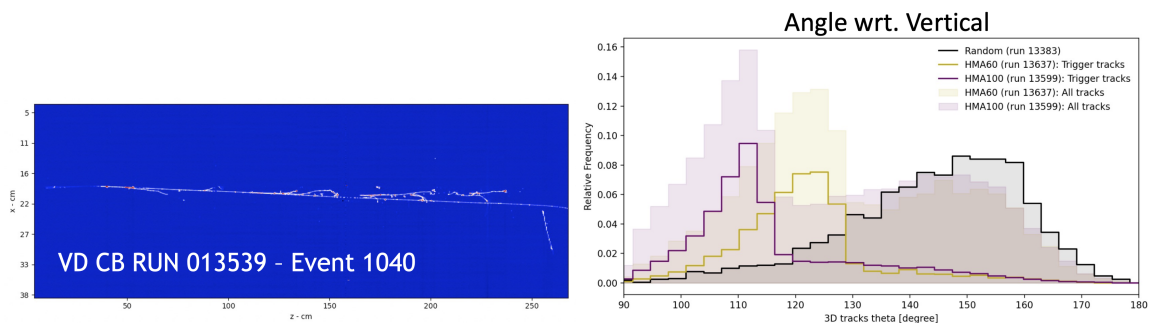 5
11
16
22
27
33
38
x - cm
50
100
150
200
250
z - cm
VD CB RUN 013539 – Event 1040
Angle wrt. Vertical
Random (run 13383)
HMA60 (run 13637): Trigger tracks
HMA100 (run 13599): Trigger tracks
HMA60 (run 13637): All tracks
HMA100 (run 13599): All tracks
0.16
0.14
0.12
0.10
0.08
0.06
0.04
0.02
0.00
Relative Frequency
90
100
110
120
130
140
150
160
170
180
3D tracks theta [degree]